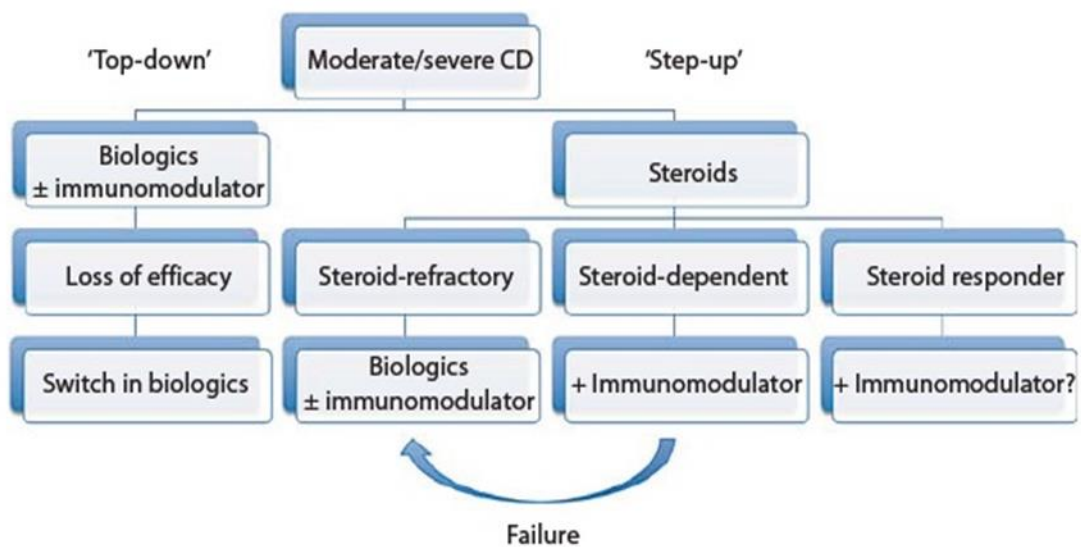 'Top-down'
Moderate/severe CD
'Step-up'
Biologics
± immunomodulator
Steroids
Loss of efficacy
Steroid-refractory
Steroid-dependent
Steroid responder
Switch in biologics
Biologics
± immunomodulator
+ Immunomodulator
+ Immunomodulator?
Failure